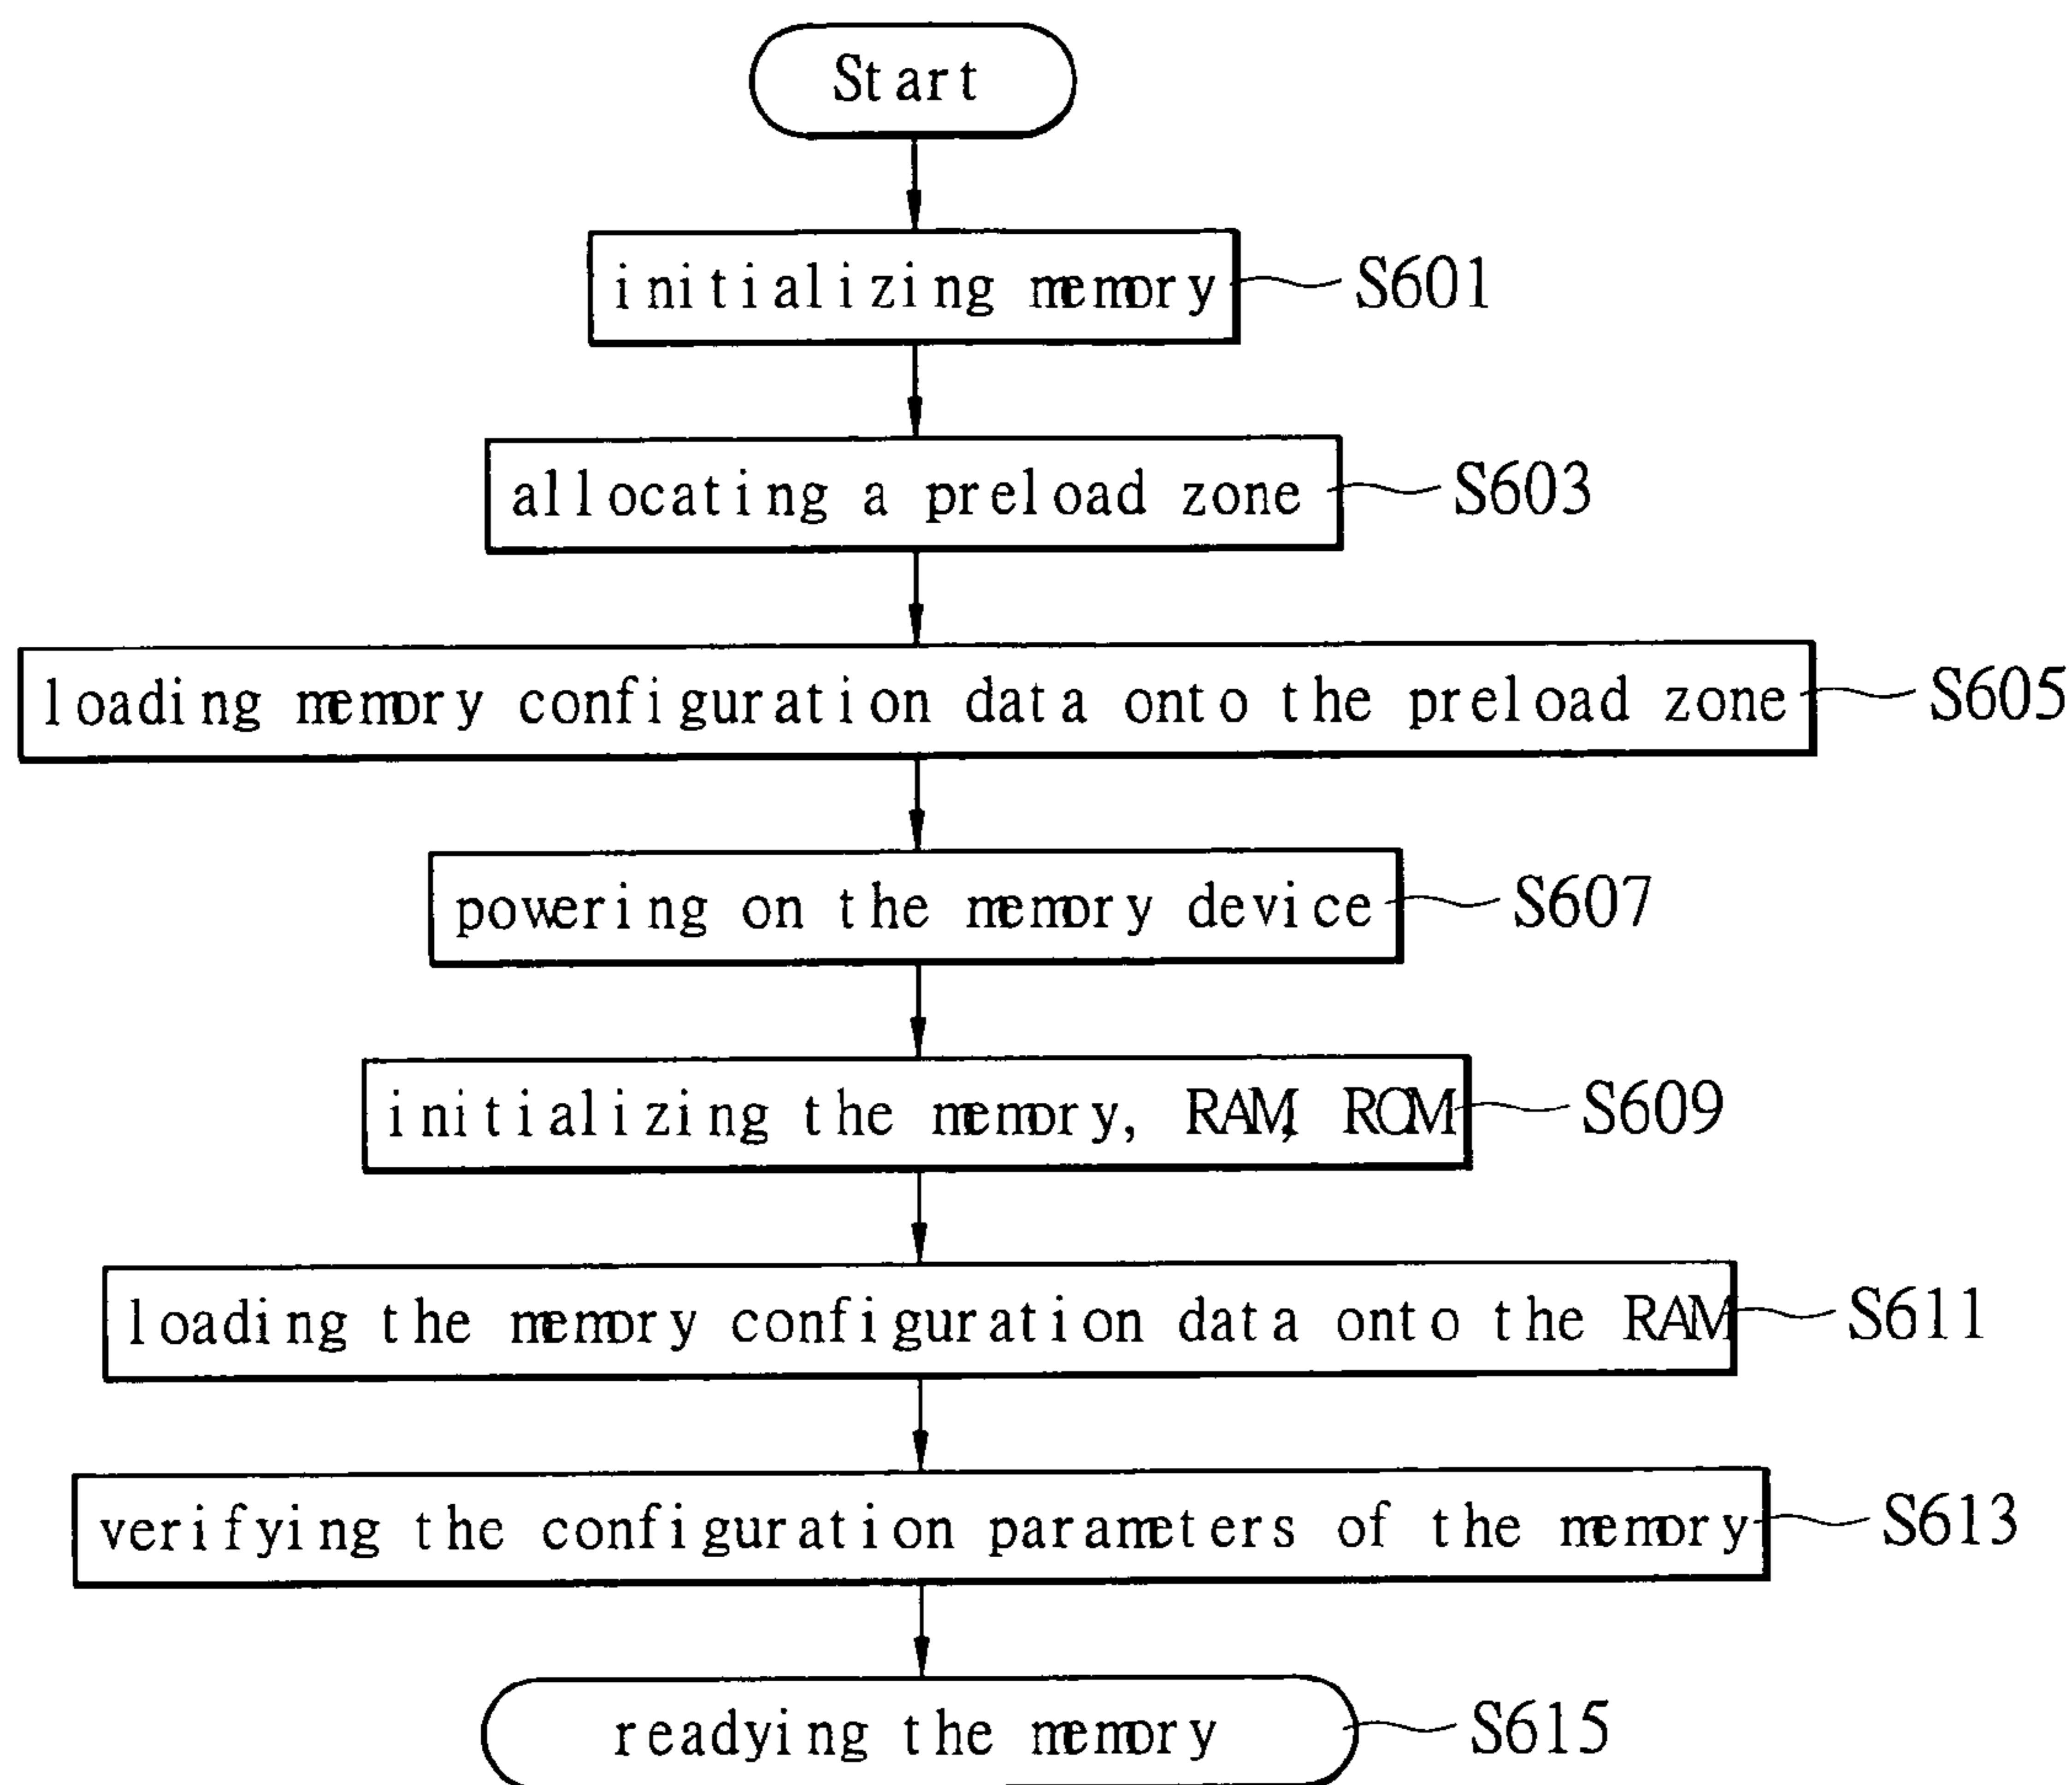 Start
initializing memory S601
allocating a preload zone S603
loading memory configuration data onto the preload zone S605
powering on the memory device S607
initializing the memory, RAM, ROM S609
loading the memory configuration data onto the RAM S611
verifying the configuration parameters of the memory S613
readying the memory S615